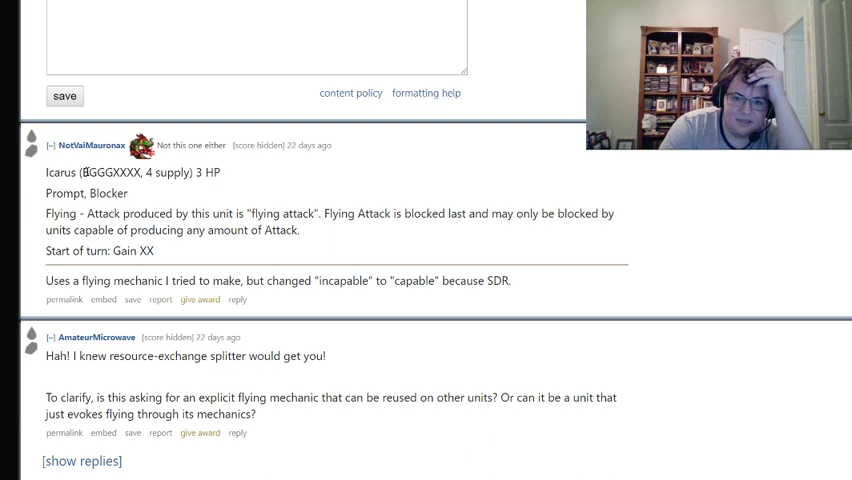 save
content policy formatting help
[–] NotVaiMauronax Not this one either [score hidden] 22 days ago
Icarus (BGGGXXXX, 4 supply) 3 HP
Prompt, Blocker
Flying - Attack produced by this unit is "flying attack". Flying Attack is blocked last and may only be blocked by
units capable of producing any amount of Attack.
Start of turn: Gain XX
Uses a flying mechanic I tried to make, but changed "incapable" to "capable" because SDR.
permalink embed save report give award reply
[–] AmateurMicrowave [score hidden] 22 days ago
Hah! I knew resource-exchange splitter would get you!
To clarify, is this asking for an explicit flying mechanic that can be reused on other units? Or can it be a unit that
just evokes flying through its mechanics?
permalink embed save report give award reply
[show replies]